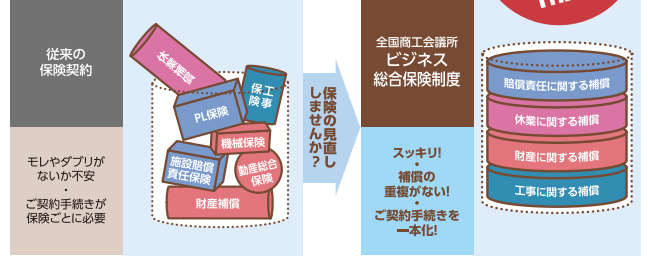 従来の
保険契約
モレやダブリが
ないか不安
・
ご契約手続きが
保険ごとに必要
PL保険
工事
保険
機械保険
施設賠償
責任保険
動産総合
保険
財産補償
保険の見直し
しませんか?
全国商工会議所
ビジネス
総合保険制度
スッキリ!
・
補償の
重複がない!
・
ご契約手続きを
一本化!
賠償責任に関する補償
休業に関する補償
財産に関する補償
工事に関する補償